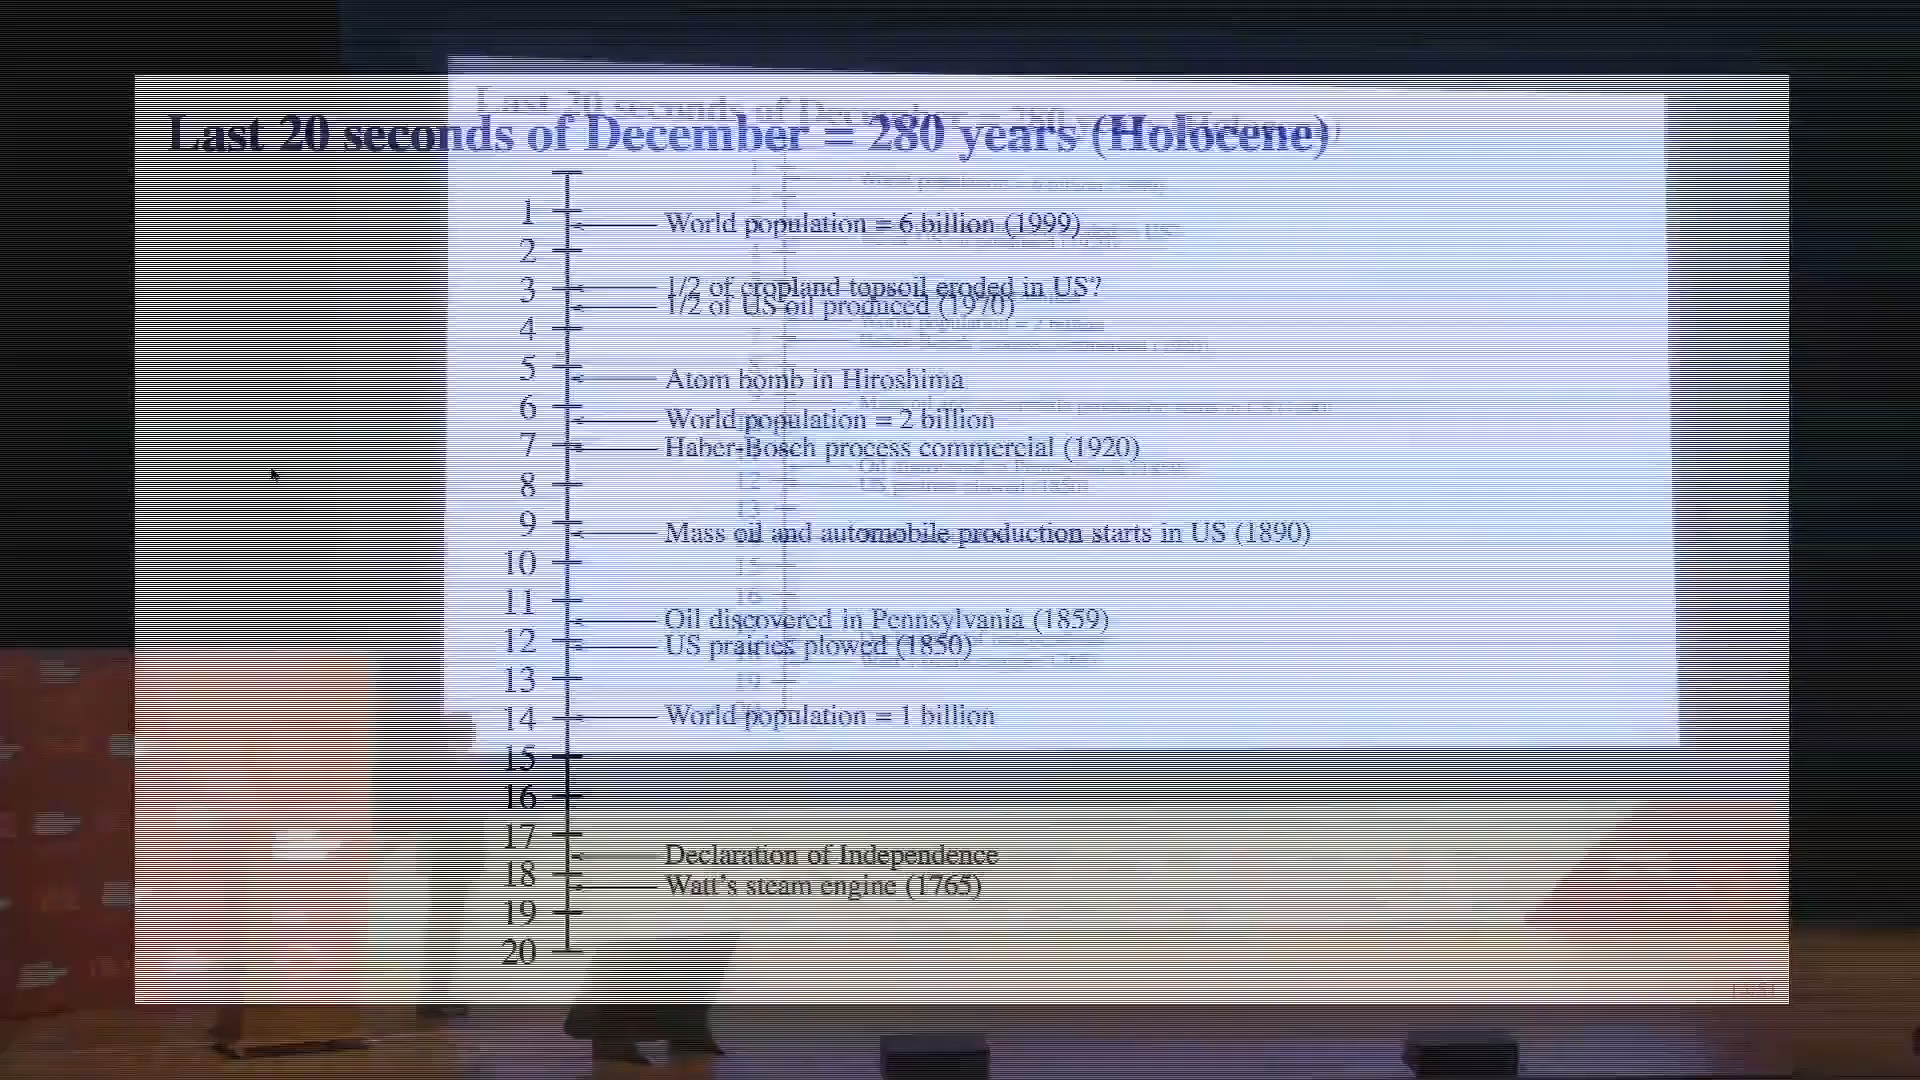 Last 20 seconds of December = 280 years (Holocene)
1
World population = 6 billion (1999)
2
3
1/2 of cropland topsoil eroded in US?
1/2 of US oil produced (1970)
4
5
Atom bomb in Hiroshima
6
World population = 2 billion
7
Haber-Bosch process commercial (1920)
8
9
Mass oil and automobile production starts in US (1890)
10
11
Oil discovered in Pennsylvania (1859)
12
US prairies plowed (1850)
13
14
World population = 1 billion
15
16
17
Declaration of Independence
18
Watt's steam engine (1765)
19
20